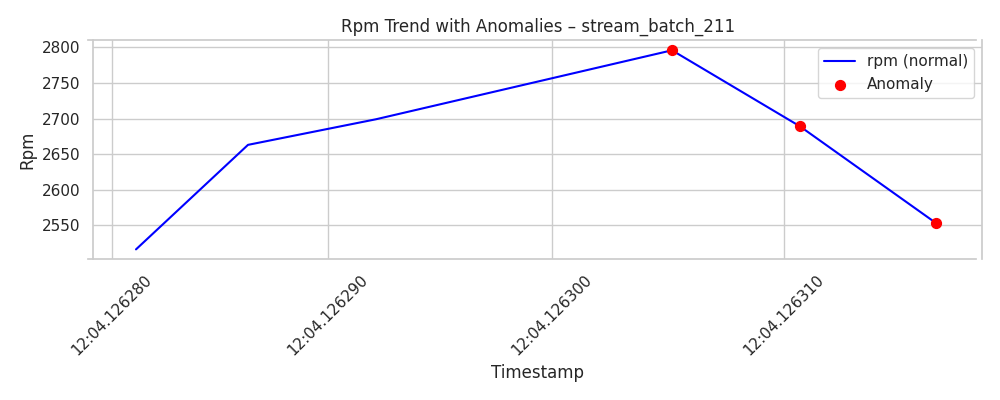 Rpm Trend with Anomalies – stream_batch_211
rpm (normal)
Anomaly
Rpm
2800
2750
2700
2650
2600
2550
12:04.126280
12:04.126290
12:04.126300
12:04.126310
Timestamp